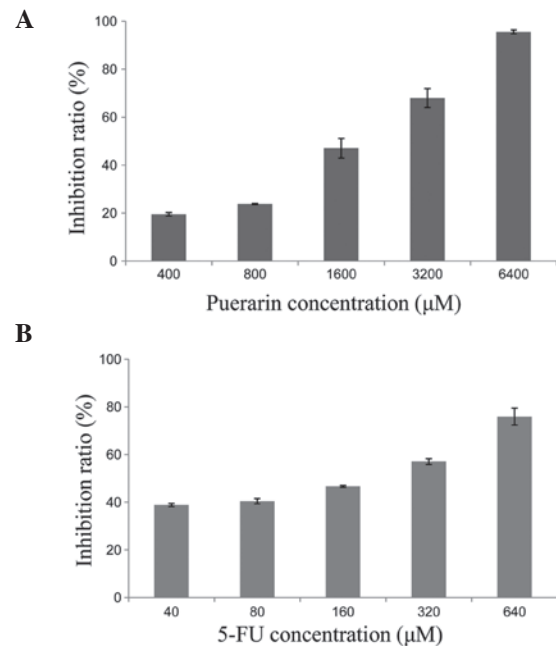 A
Inhibition ratio (%)
100
80
60
40
20
0
400 800 1600 3200 6400
Puerarin concentration (μM)
B
Inhibition ratio (%)
100
80
60
40
20
0
40 80 160 320 640
5-FU concentration (μM)